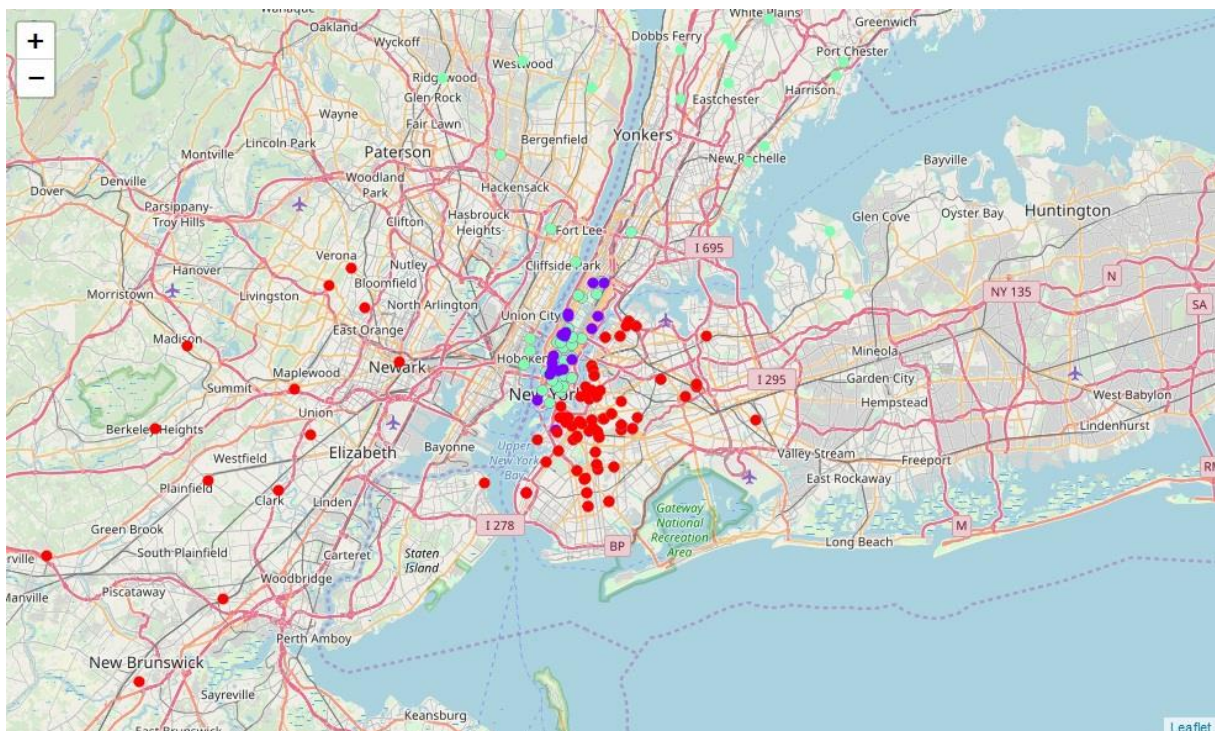 Wanaque
Oakland
Wyckoff
Westwood
Dobbs Ferry
White Plains
Greenwich
+
−
Ridgewood
Glen Rock
Port Chester
Harrison
Eastchester
Wayne
Fair Lawn
Lincoln Park
Bergenfield
Yonkers
Montville
Paterson
New Rochelle
Bayville
Dover
Denville
Woodland
Park
Hackensack
Parsippany-
Troy Hills
Clifton
Hasbrouck
Heights
Fort Lee
Glen Cove
Oyster Bay
Huntington
I 695
Hanover
Verona
Nutley
Cliffside Park
N
Morristown
Livingston
Bloomfield
North Arlington
NY 135
SA
East Orange
Union City
Madison
Mineola
Maplewood
Newark
Hoboken
Summit
I 295
Garden City
New York
Hempstead
West Babylon
Union
Berkeley Heights
Lindenhurst
Westfield
Elizabeth
Bayonne
Upper
New York
Bay
Valley Stream
Freeport
East Rockaway
Plainfield
Clark
Linden
Gateway
National
Recreation
Area
Green Brook
I 278
M
South Plainfield
Carteret
Staten
Island
BP
Long Beach
erville
Manville
Piscataway
Woodbridge
Perth Amboy
New Brunswick
Sayreville
Keansburg
East Brunswick
Leaflet